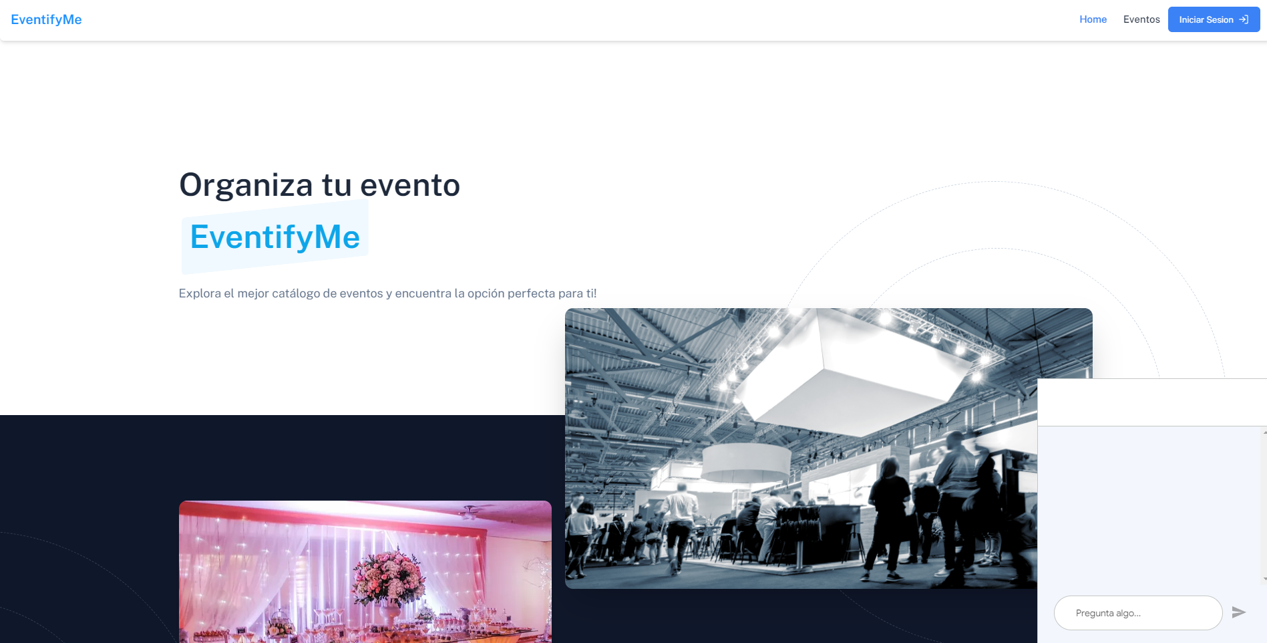 EventifyMe
Home
Eventos
Iniciar Sesion
Organiza tu evento
EventifyMe
Explora el mejor catálogo de eventos y encuentra la opción perfecta para ti!
Pregunta algo...